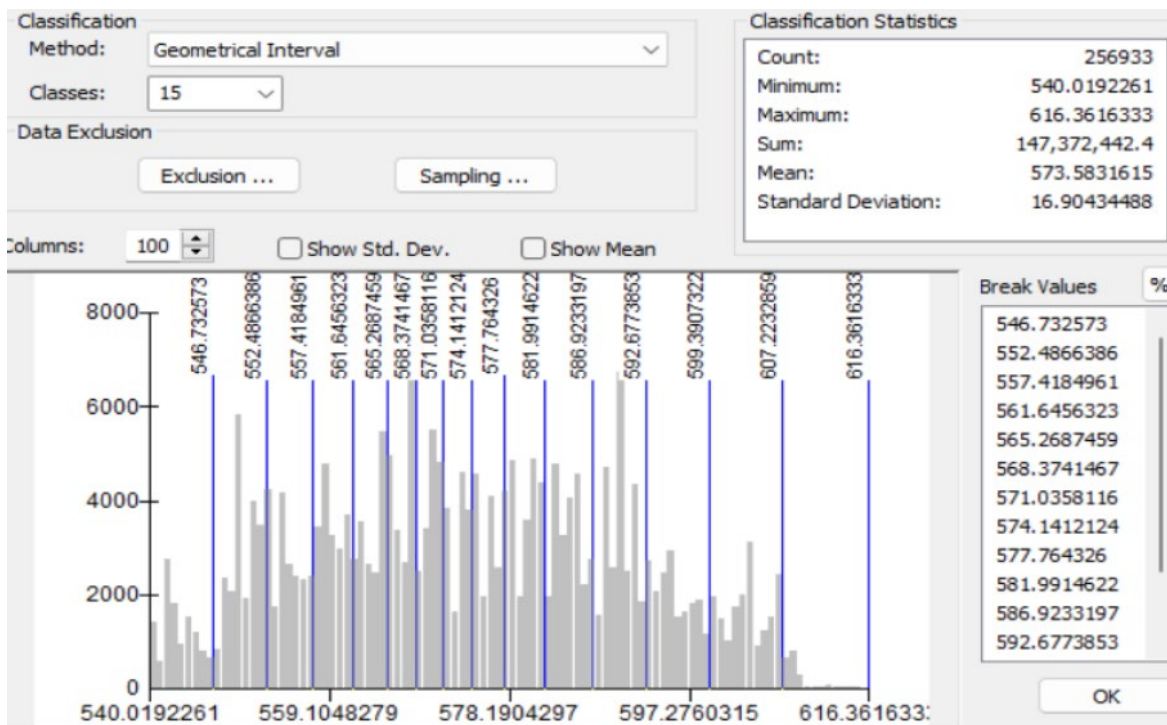 Classification
Method: Geometrical Interval
Classes: 15
Data Exclusion
Exclusion ...
Sampling ...
Classification Statistics
Count: 256933
Minimum: 540.0192261
Maximum: 616.3616333
Sum: 147,372,442.4
Mean: 573.5831615
Standard Deviation: 16.90434488
Columns: 100
Show Std. Dev.
Show Mean
8000
6000
4000
2000
0
546.732573
552.4866386
557.4184961
561.6456323
565.2687459
568.3741467
571.0358116
574.1412124
577.764326
581.9914622
586.9233197
592.6773853
599.3907322
607.2232859
616.3616333
540.0192261
559.1048279
578.1904297
597.2760315
616.3616333
Break Values
%
546.732573
552.4866386
557.4184961
561.6456323
565.2687459
568.3741467
571.0358116
574.1412124
577.764326
581.9914622
586.9233197
592.6773853
OK